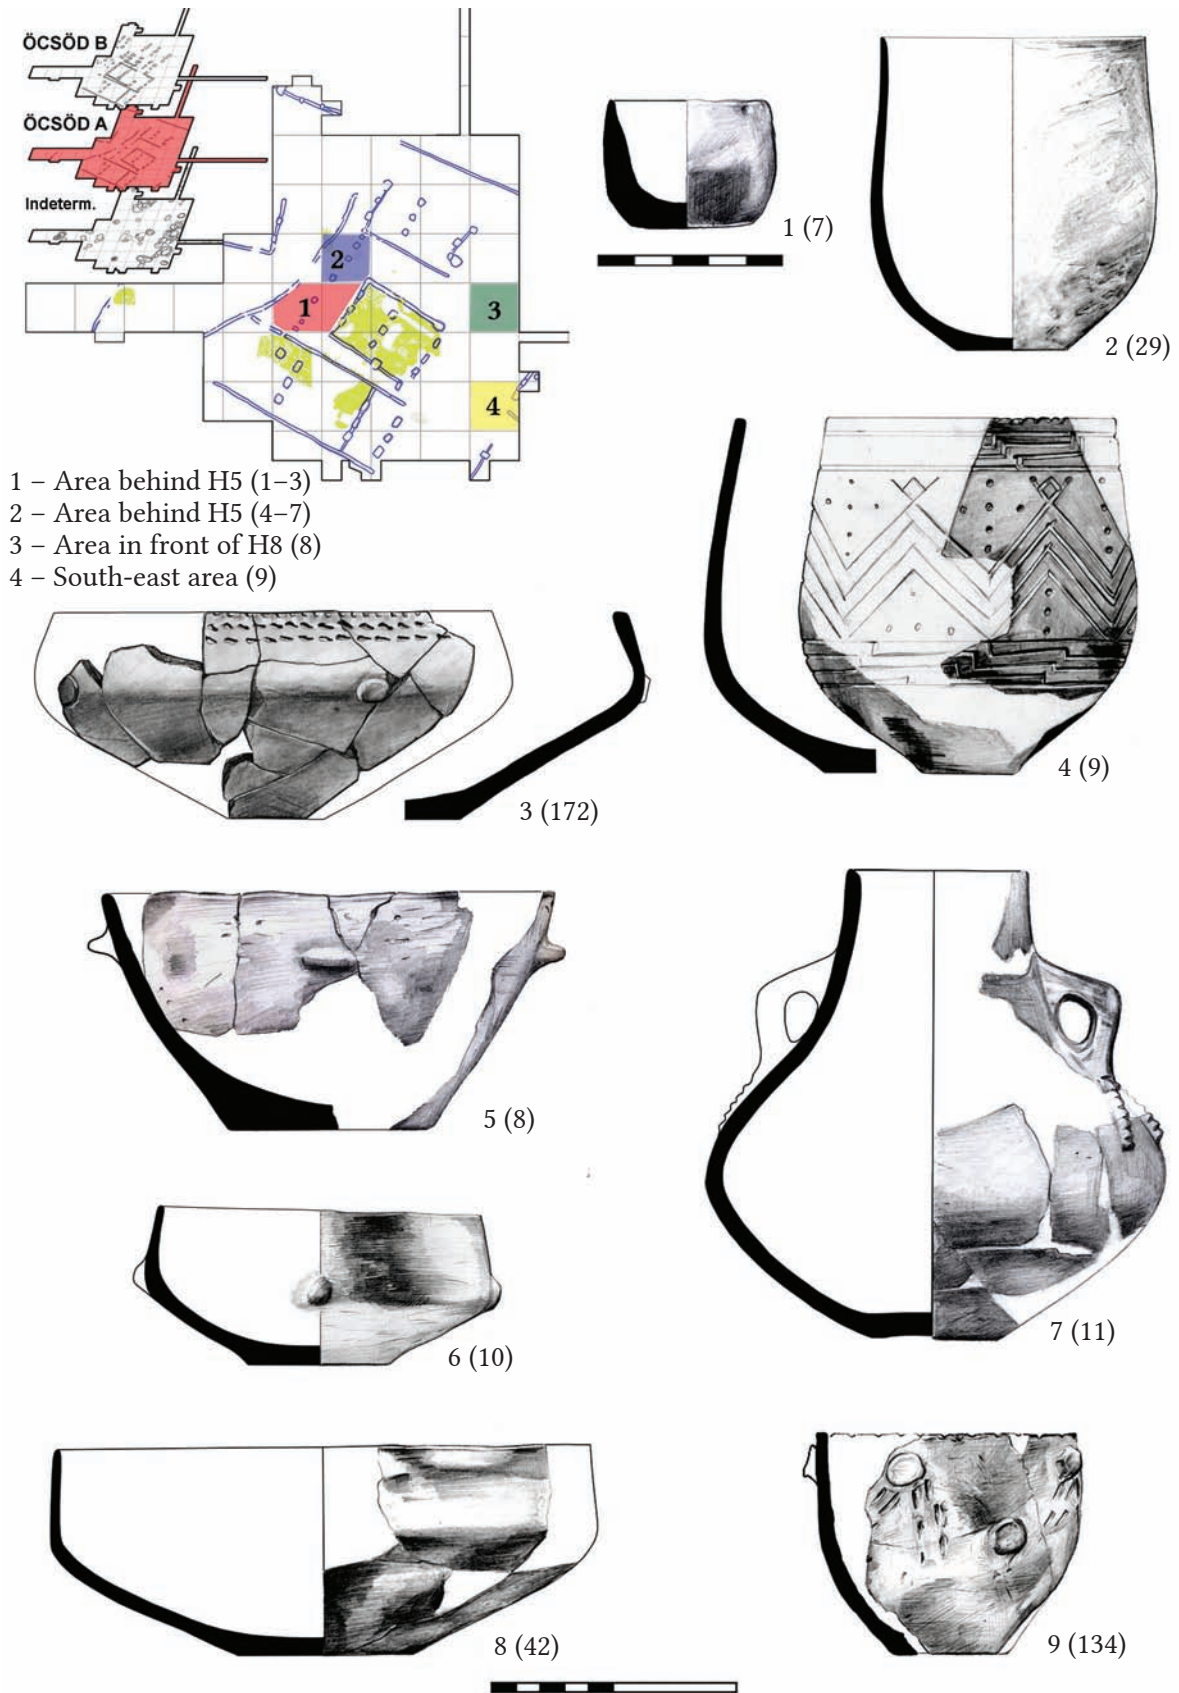 ÖCSÖD B
ÖCSÖD A
Indeterm.
2
1
3
4
1 – Area behind H5 (1–3)
2 – Area behind H5 (4–7)
3 – Area in front of H8 (8)
4 – South-east area (9)
1 (7)
2 (29)
3 (172)
4 (9)
5 (8)
6 (10)
7 (11)
8 (42)
9 (134)